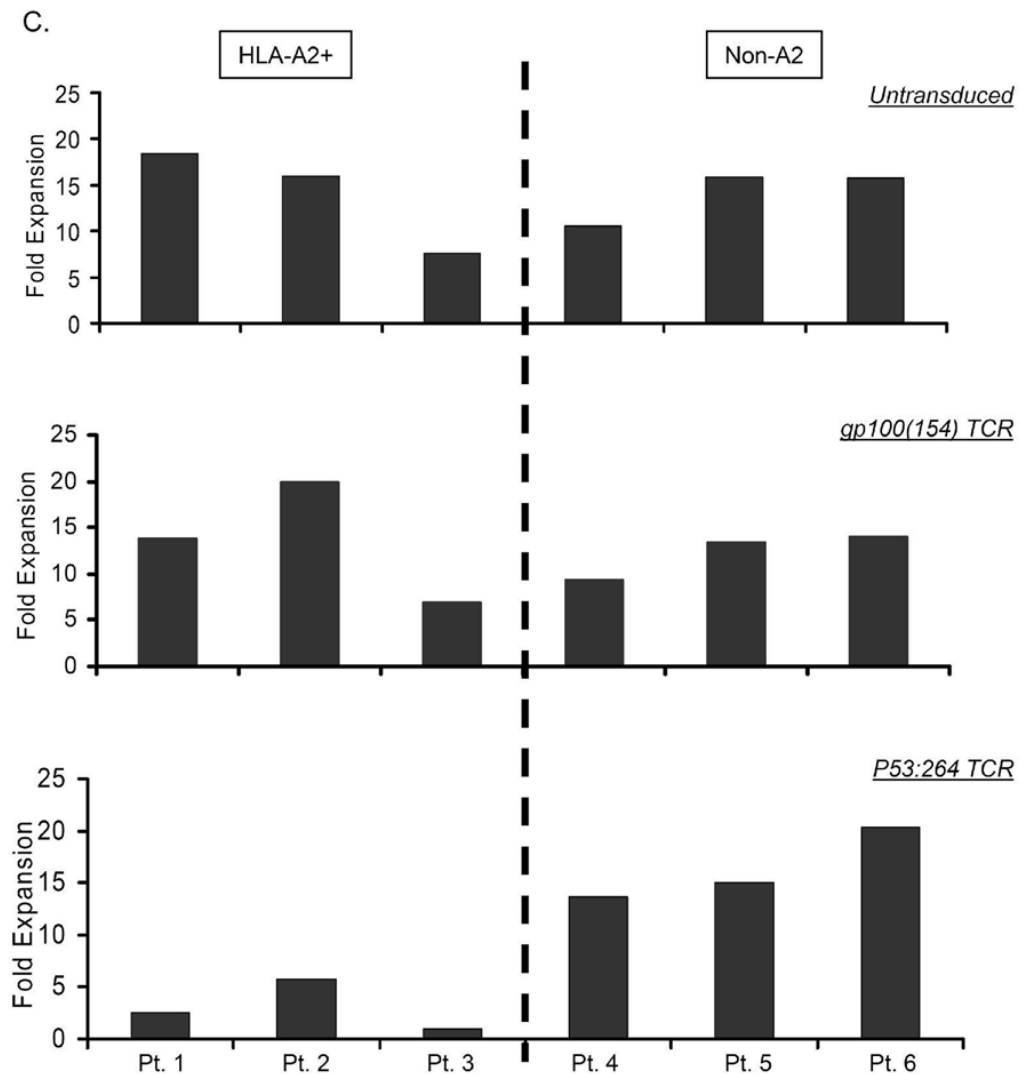 C.
HLA-A2+
Non-A2
Untransduced
Fold Expansion
25
20
15
10
5
0
gp100(154) TCR
Fold Expansion
25
20
15
10
5
0
P53:264 TCR
Fold Expansion
25
20
15
10
5
0
Pt. 1 Pt. 2 Pt. 3 Pt. 4 Pt. 5 Pt. 6